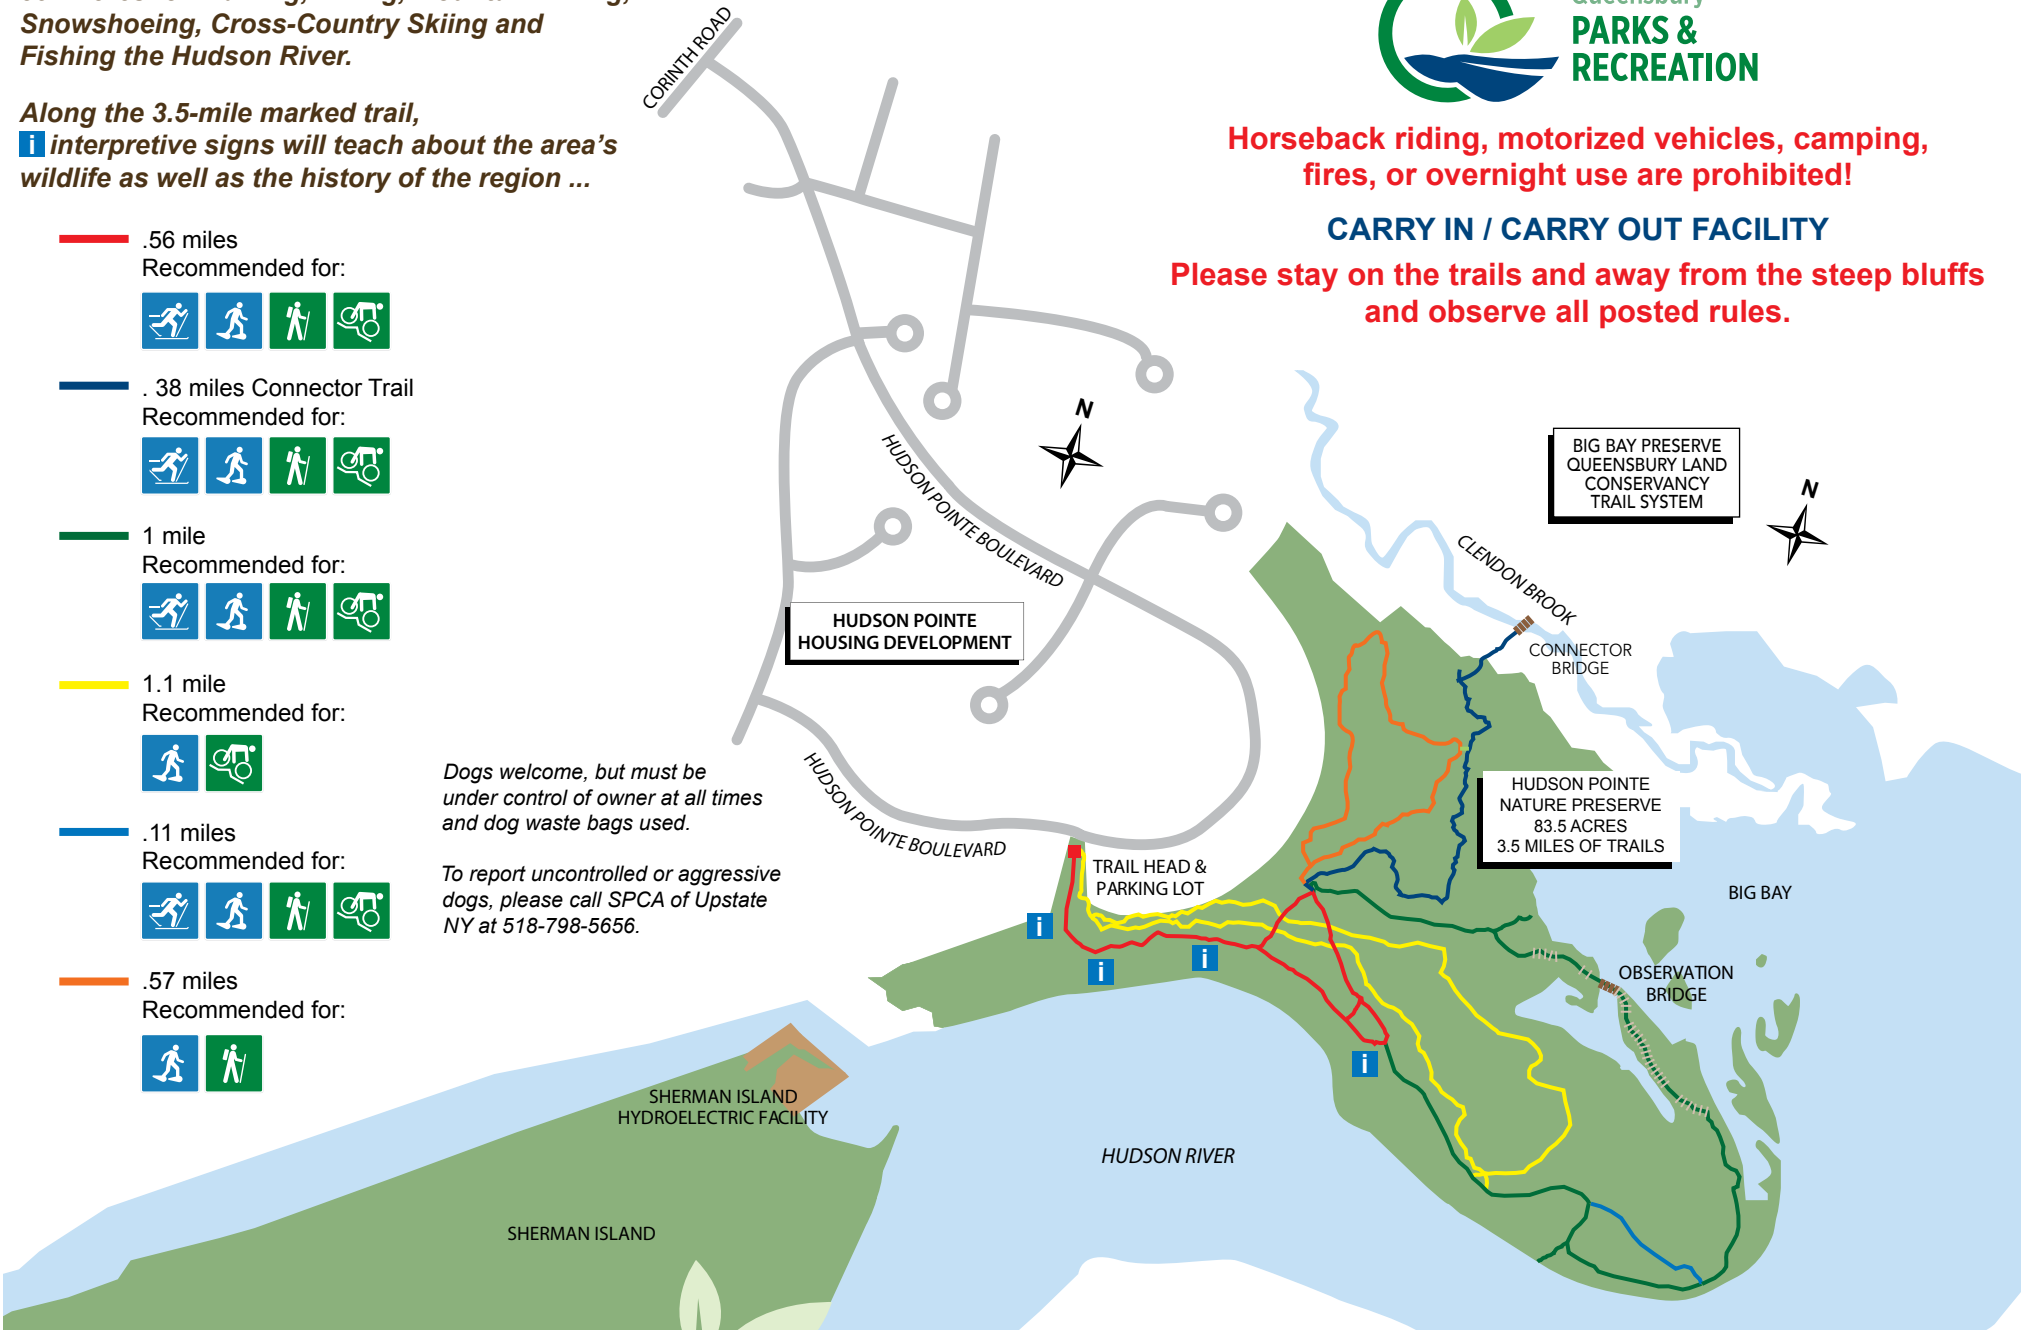 Snowshoeing, Cross-Country Skiing and
Fishing the Hudson River.
Along the 3.5-mile marked trail,
i interpretive signs will teach about the area's
wildlife as well as the history of the region ...
.56 miles
Recommended for:
. 38 miles Connector Trail
Recommended for:
1 mile
Recommended for:
1.1 mile
Recommended for:
.11 miles
Recommended for:
.57 miles
Recommended for:
Dogs welcome, but must be
under control of owner at all times
and dog waste bags used.
To report uncontrolled or aggressive
dogs, please call SPCA of Upstate
NY at 518-798-5656.
Queensbury
PARKS &
RECREATION
Horseback riding, motorized vehicles, camping,
fires, or overnight use are prohibited!
CARRY IN / CARRY OUT FACILITY
Please stay on the trails and away from the steep bluffs
and observe all posted rules.
CORINTH ROAD
N
HUDSON POINTE BOULEVARD
HUDSON POINTE
HOUSING DEVELOPMENT
HUDSON POINTE BOULEVARD
BIG BAY PRESERVE
QUEENSBURY LAND
CONSERVANCY
TRAIL SYSTEM
N
CLENDON BROOK
CONNECTOR
BRIDGE
HUDSON POINTE
NATURE PRESERVE
83.5 ACRES
3.5 MILES OF TRAILS
TRAIL HEAD &
PARKING LOT
BIG BAY
i
i
i
i
OBSERVATION
BRIDGE
SHERMAN ISLAND
HYDROELECTRIC FACILITY
HUDSON RIVER
SHERMAN ISLAND